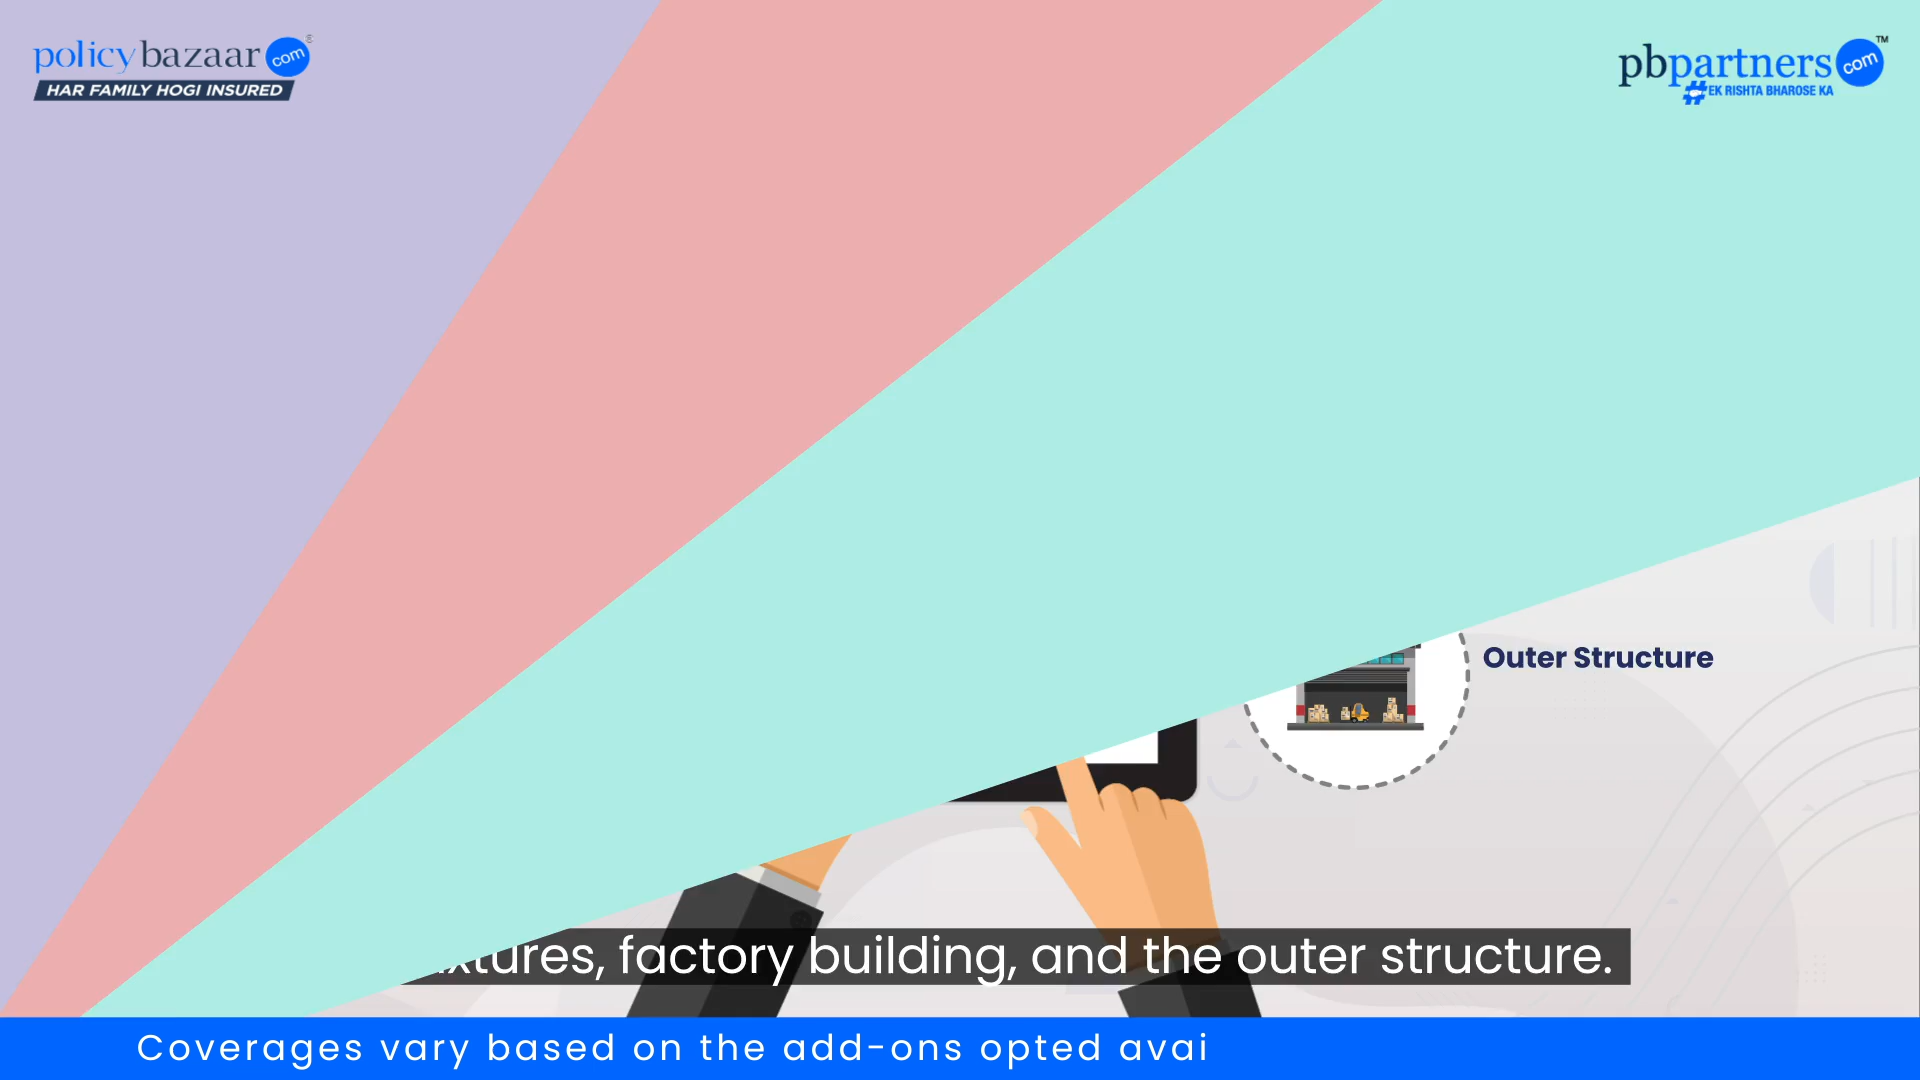 policybazaar.com
HAR FAMILY HOGI INSURED
pbpartners.com
#EK RISHTA BHAROSE KA
Outer Structure
factory building, and the outer structure.
Coverages vary based on the add-ons opted avai